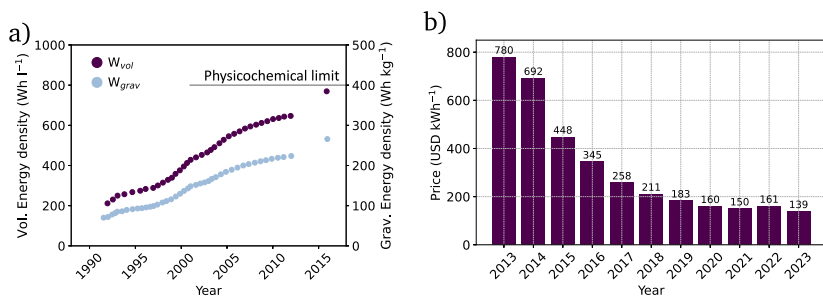 a)
W_vol
W_grav
Physicochemical limit
Vol. Energy density (Wh l⁻¹)
1000
800
600
400
200
0
Grav. Energy density (Wh kg⁻¹)
500
400
300
200
100
0
1990 1995 2000 2005 2010 2015
Year
b)
Price (USD kWh⁻¹)
800
600
400
200
0
780 692 448 345 258 211 183 160 150 161 139
2013 2014 2015 2016 2017 2018 2019 2020 2021 2022 2023
Year